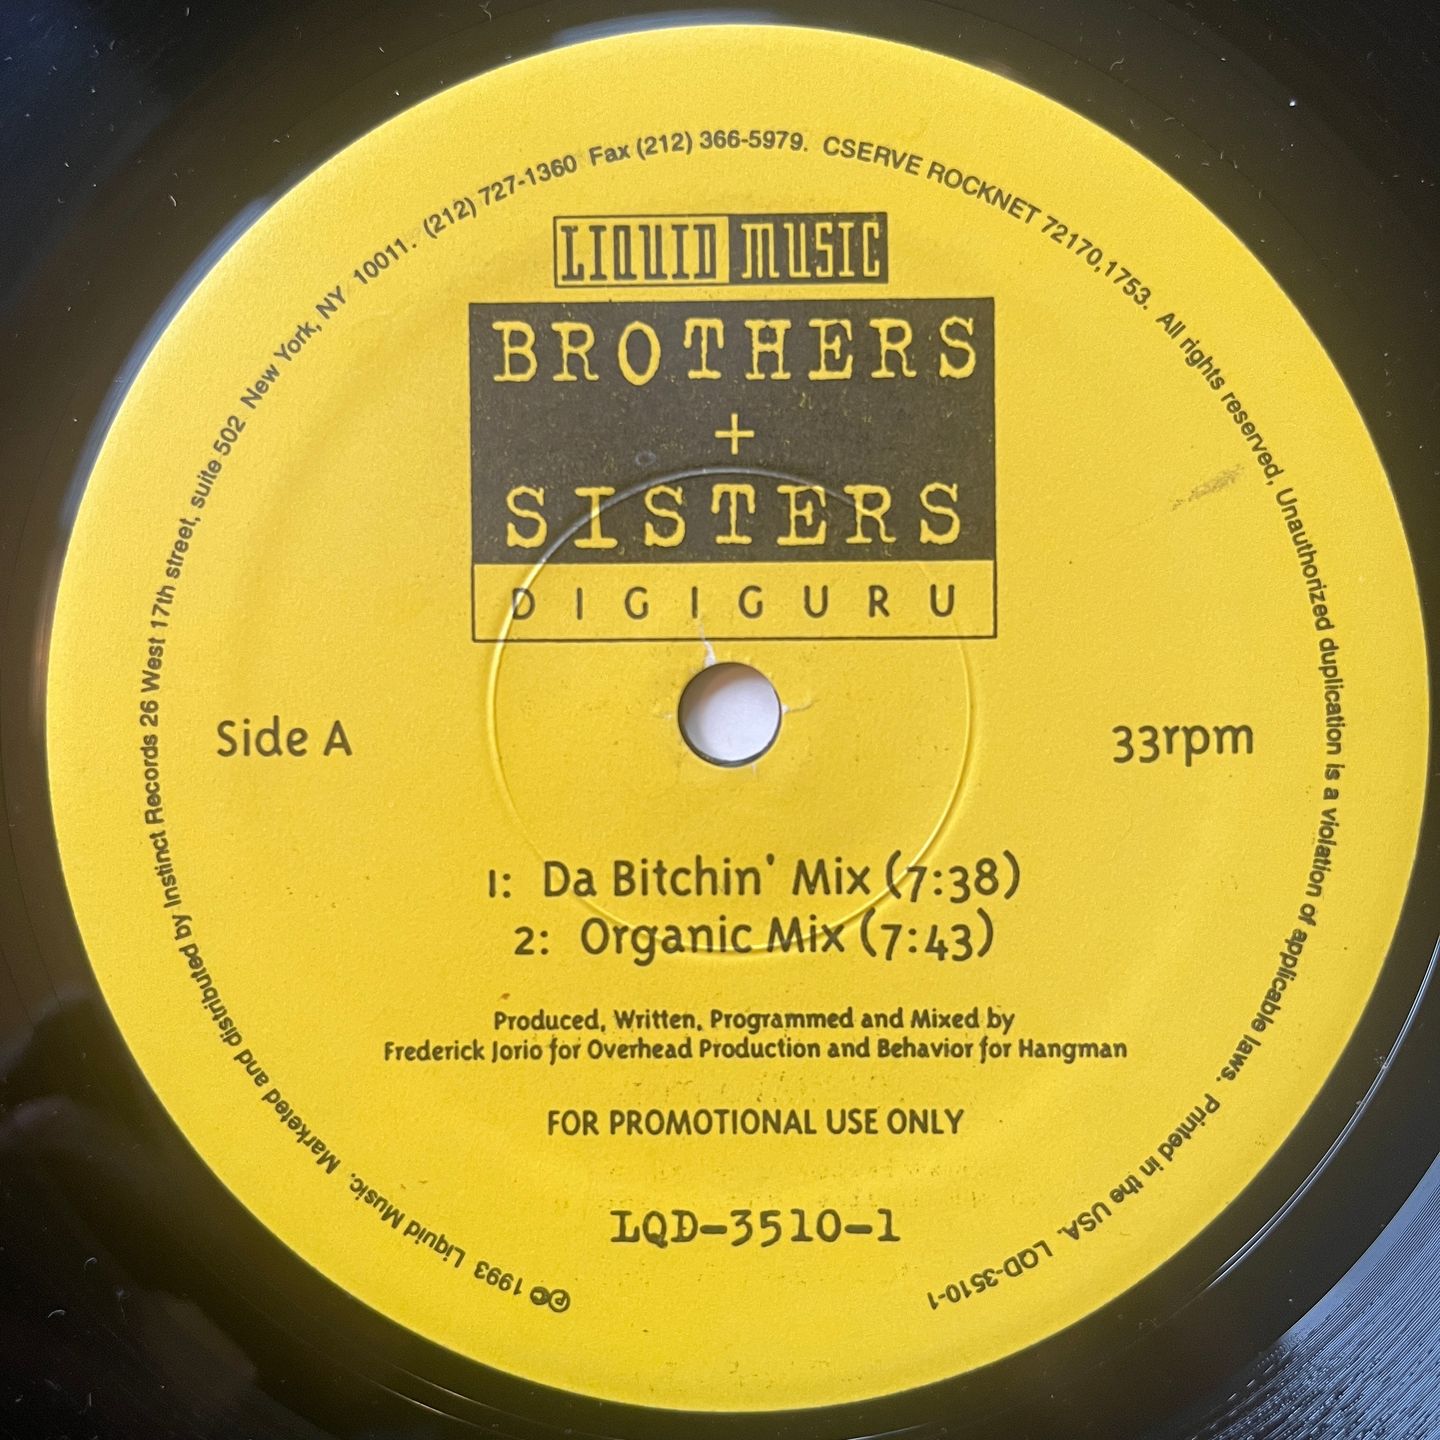 LIQUID MUSIC
BROTHERS
+
SISTERS
DIGIGURU
Side A
33rpm
1: Da Bitchin' Mix (7:38)
2: Organic Mix (7:43)
Produced, Written, Programmed and Mixed by
Frederick Jorio for Overhead Production and Behavior for Hangman
FOR PROMOTIONAL USE ONLY
LQD-3510-1
℗© 1993 Liquid Music. Marketed and distributed by Instinct Records 26 West 17th street, suite 502 New York, NY 10011. (212) 727-1360 Fax (212) 366-5979. CSERVE ROCKNET 72170,1753. All rights reserved, Unauthorized duplication is a violation of applicable laws. Printed in the USA. LQD-3510-1